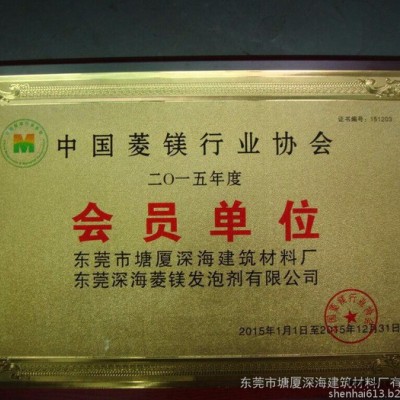 证书编号：151203
中国菱镁行业协会
二〇一五年度
会员单位
东莞市塘厦深海建筑材料厂
东莞深海菱镁发泡剂有限公司
2015年1月1日至2015年12月31日
东莞市塘厦深海建筑材料厂有
shenhai613.b2